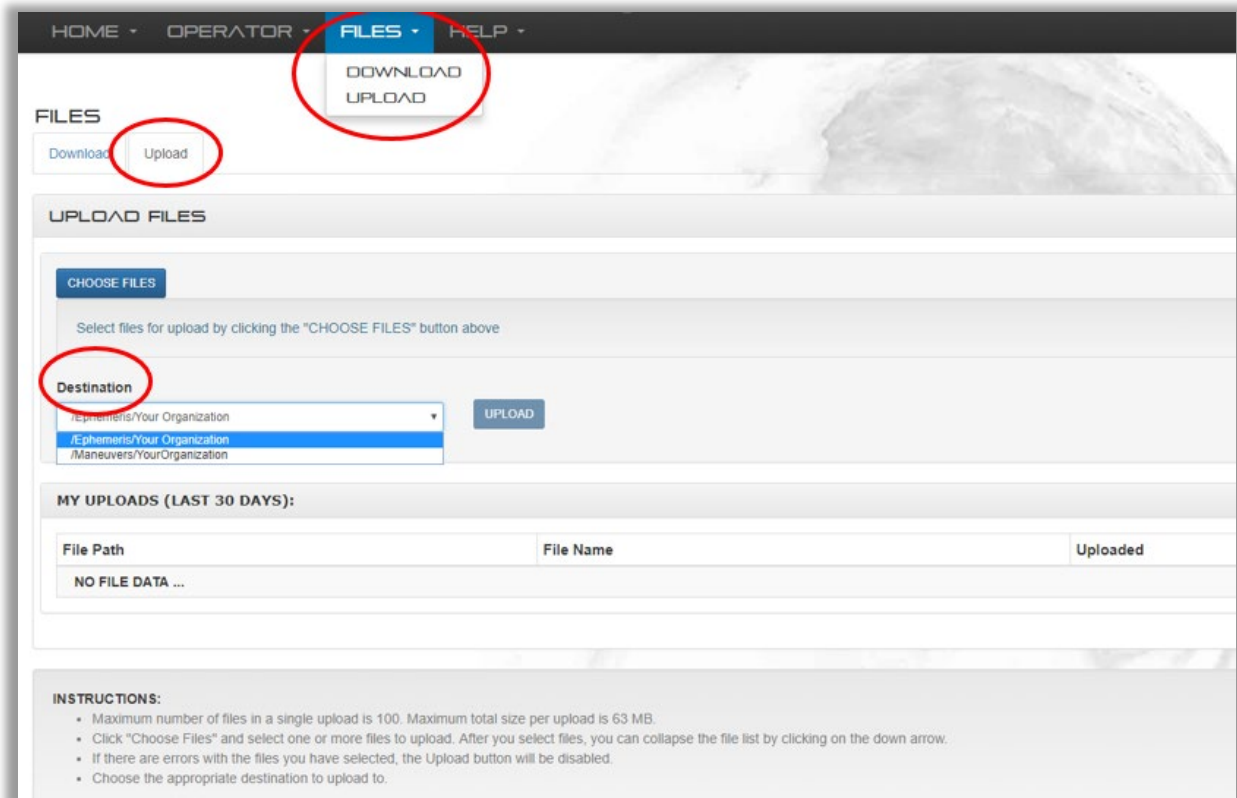 HOME OPERATOR FILES HELP
DOWNLOAD
UPLOAD
FILES
Download Upload
UPLOAD FILES
CHOOSE FILES
Select files for upload by clicking the "CHOOSE FILES" button above
Destination
/Ephemeris/Your Organization UPLOAD
/Ephemeris/Your Organization
/Maneuvers/YourOrganization
MY UPLOADS (LAST 30 DAYS):
File Path File Name Uploaded
NO FILE DATA ...
INSTRUCTIONS:
• Maximum number of files in a single upload is 100. Maximum total size per upload is 63 MB.
• Click "Choose Files" and select one or more files to upload. After you select files, you can collapse the file list by clicking on the down arrow.
• If there are errors with the files you have selected, the Upload button will be disabled.
• Choose the appropriate destination to upload to.